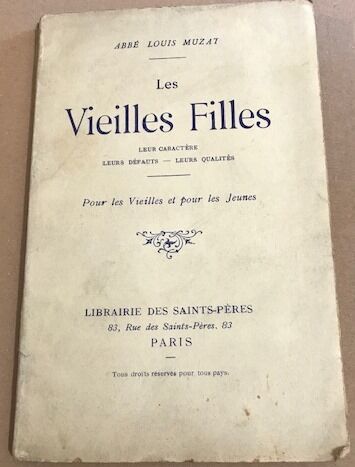 ABBÉ LOUIS MUZAT
Les
Vieilles Filles
LEUR CARACTÈRE
LEURS DÉFAUTS — LEURS QUALITÉS
Pour les Vieilles et pour les Jeunes
LIBRAIRIE DES SAINTS-PÈRES
83, Rue des Saints-Pères, 83
PARIS
Tous droits réservés pour tous pays.